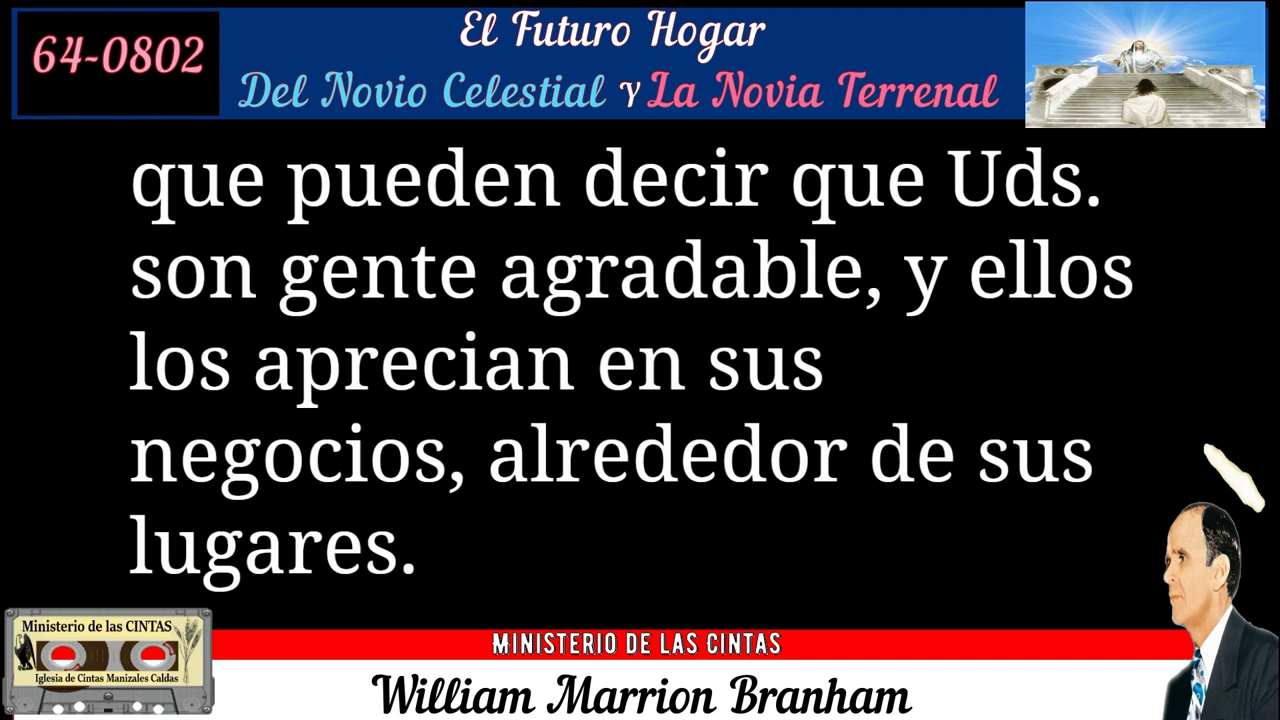 64-0802
El Futuro Hogar
Del Novio Celestial Y La Novia Terrenal
que pueden decir que Uds.
son gente agradable, y ellos
los aprecian en sus
negocios, alrededor de sus
lugares.
Ministerio de las CINTAS
Iglesia de Cintas Manizales Caldas
MINISTERIO DE LAS CINTAS
William Marrion Branham